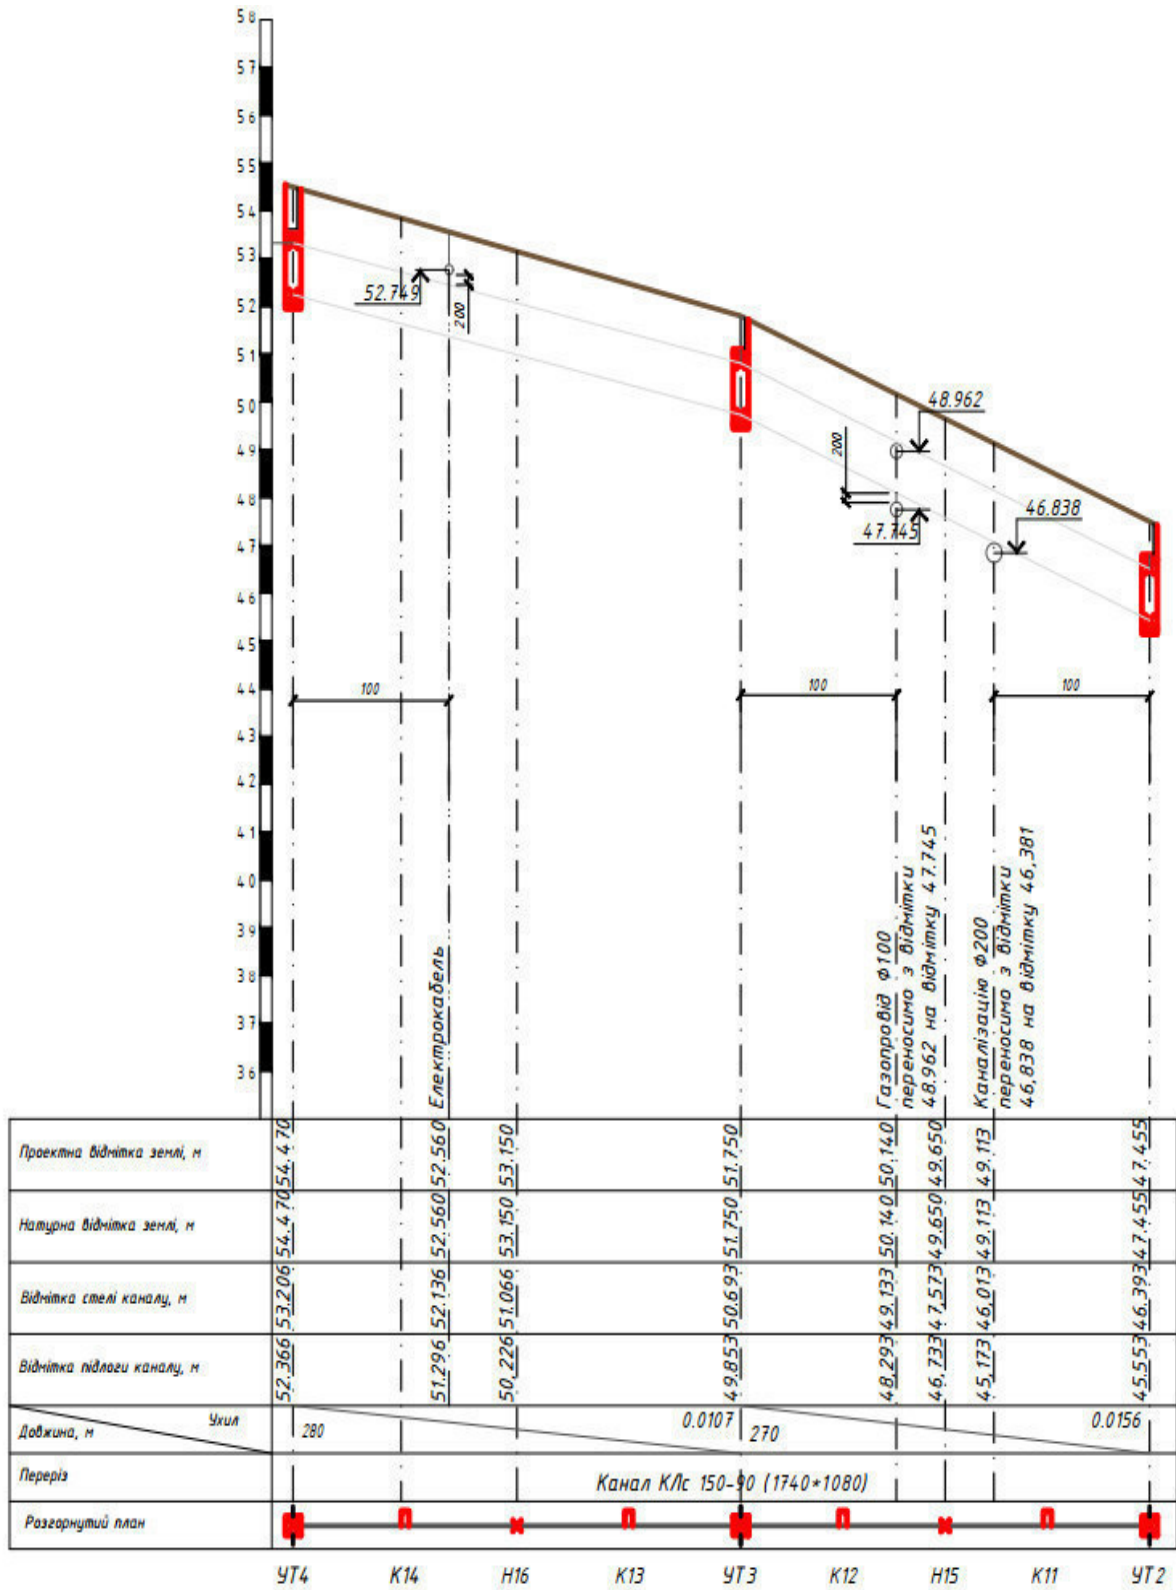 58
57
56
55
54
53
52
51
50
49
48
47
46
45
44
43
42
41
40
39
38
37
36
52.749
200
48.962
200
47.745
46.838
100
100
100
Електрокабель
Газопровід Ф100
переносимо з відмітки
48.962 на відмітку 47.745
Каналізацію Ф200
переносимо з відмітки
46,838 на відмітку 46,381
Проектна відмітка землі, м 54.470 52.560 53.150 51.750 50.140 49.650 49.113 47.455
Натурна відмітка землі, м 54.470 52.560 53.150 51.750 50.140 49.650 49.113 47.455
Відмітка стелі каналу, м 53.206 52.136 51.066 50.693 49.133 47,573 46,013 46.393
Відмітка підлоги каналу, м 52.366 51.296 50,226 49.853 48,293 46,733 45,173 45.553
Ухил 0.0107 0.0156
Довжина, м 280 270
Переріз Канал КЛс 150-90 (1740*1080)
Розгорнутий план
УТ4 К14 Н16 К13 УТ3 К12 Н15 К11 УТ2